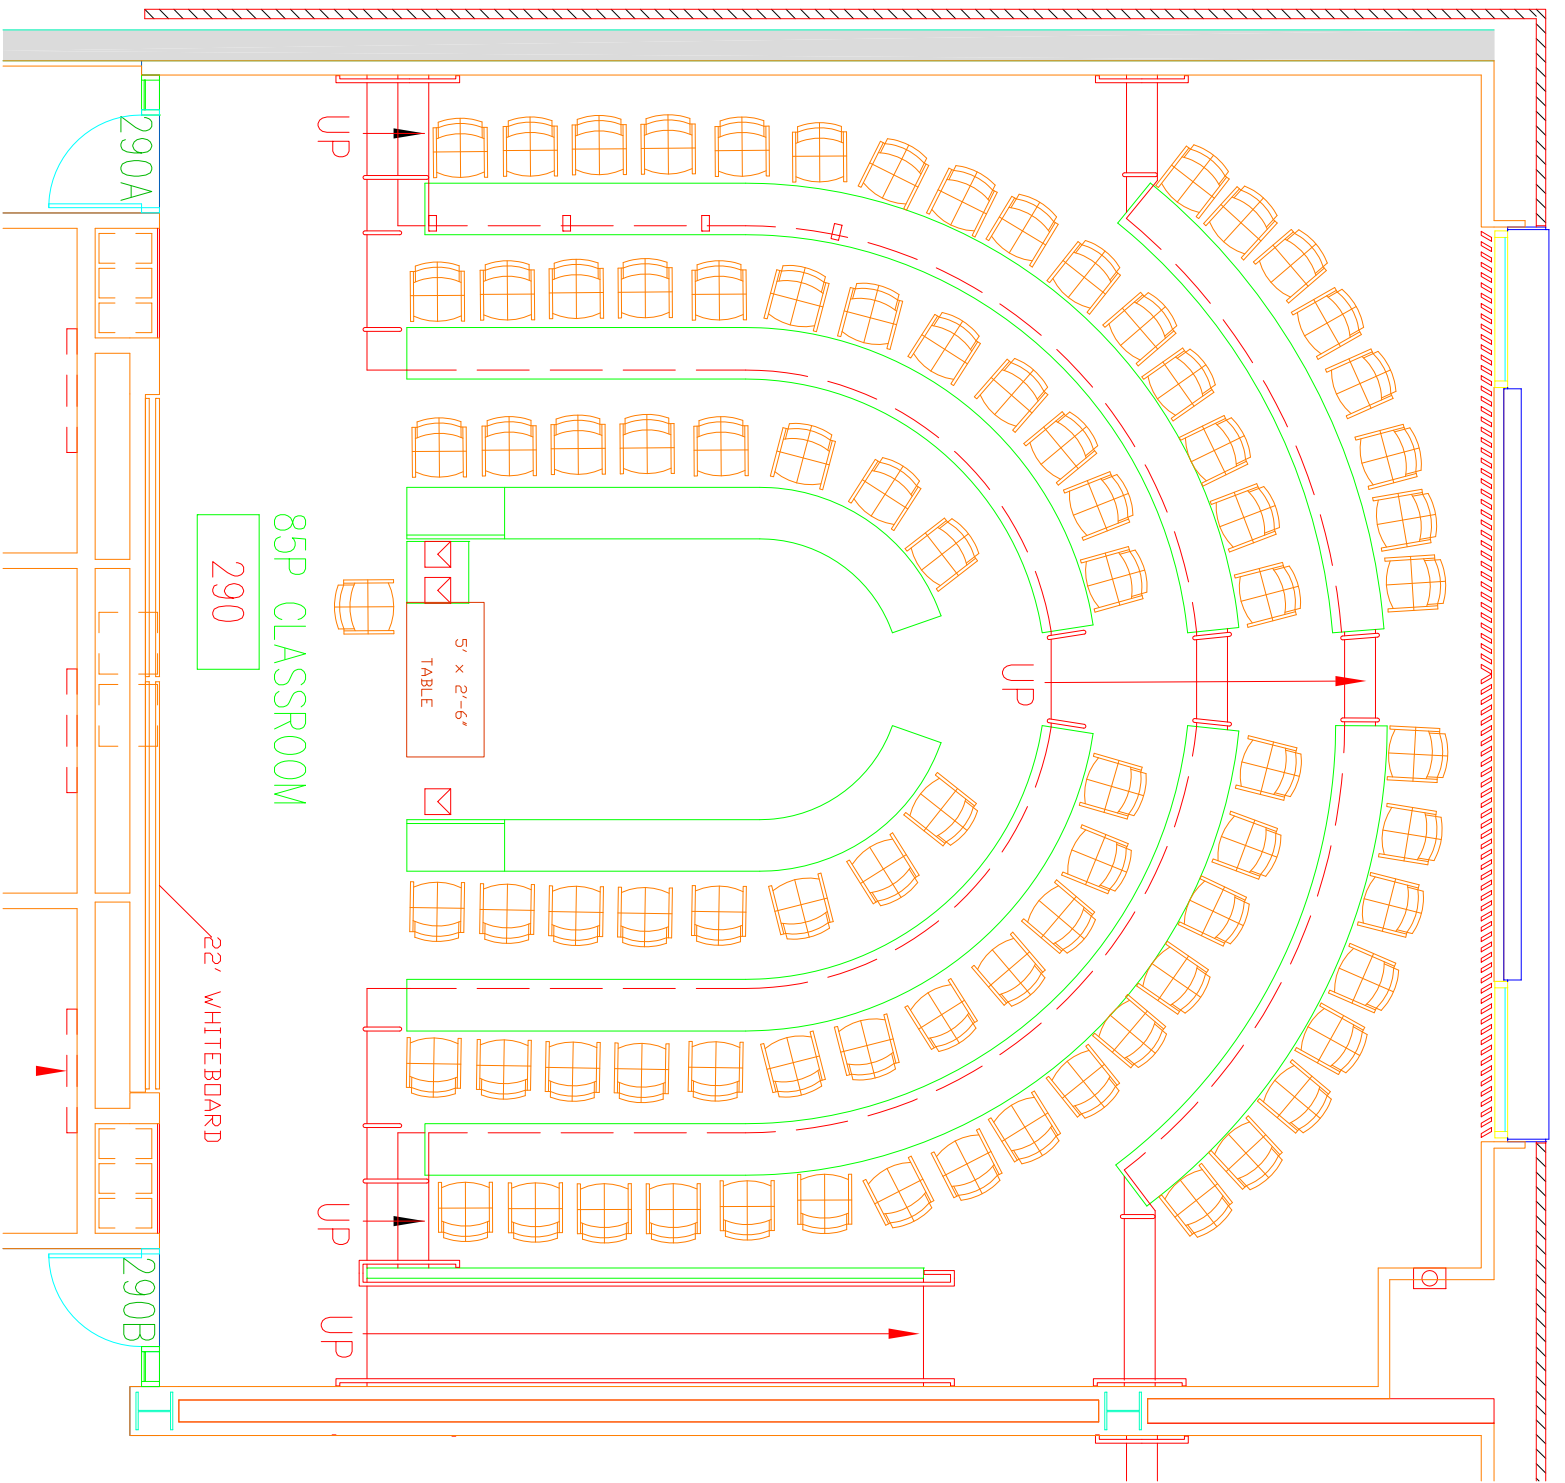 290A
UP
290
85P CLASSROOM
5' x 2'-6"
TABLE
UP
22' WHITEBOARD
UP
290B
UP